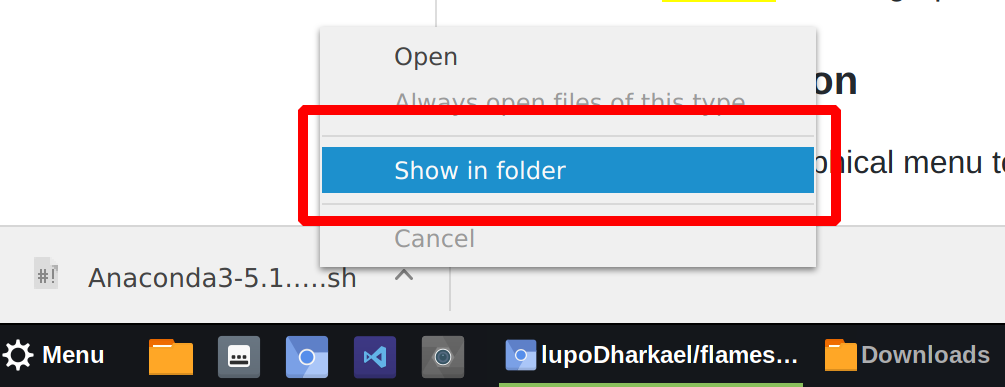 Open
on
Always open files of this type
phical menu to
Show in folder
Cancel
#!
Anaconda3-5.1.....sh
Menu
lupoDharkael/flames...
Downloads